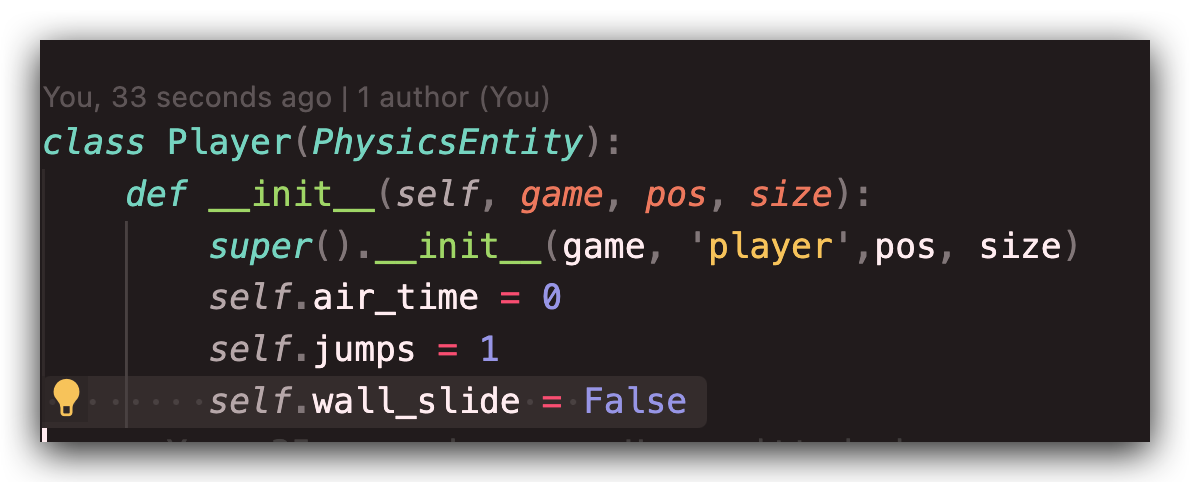 You, 33 seconds ago | 1 author (You)
class Player(PhysicsEntity):
    def __init__(self, game, pos, size):
        super().__init__(game, 'player',pos, size)
        self.air_time = 0
        self.jumps = 1
        self.wall_slide = False